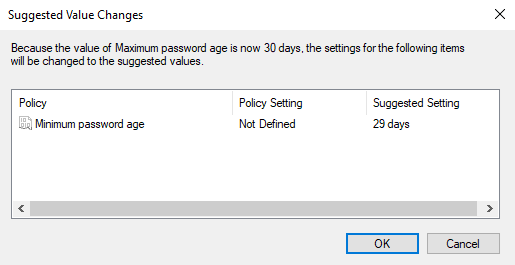 Suggested Value Changes
Because the value of Maximum password age is now 30 days, the settings for the following items
will be changed to the suggested values.
Policy Policy Setting Suggested Setting
Minimum password age Not Defined 29 days
OK Cancel